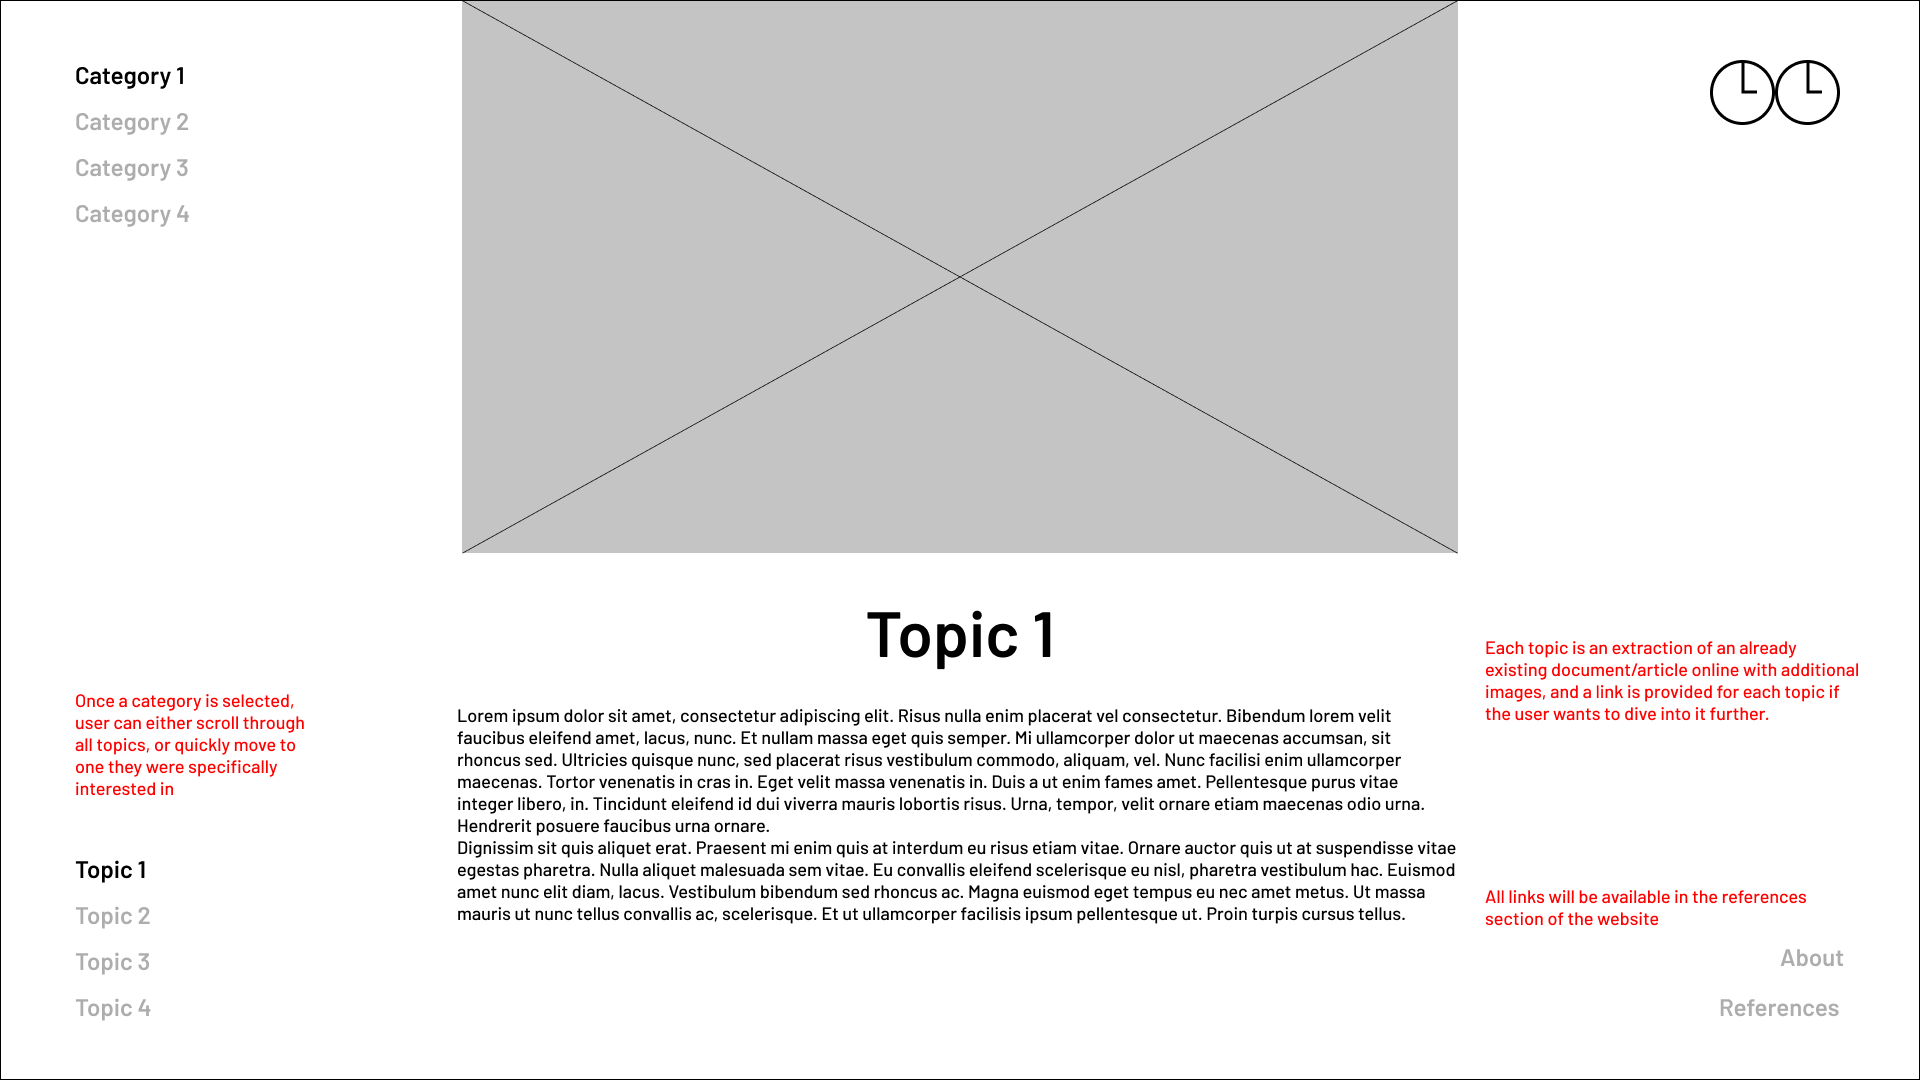 Category 1
Category 2
Category 3
Category 4
Topic 1
Each topic is an extraction of an already
existing document/article online with additional
images, and a link is provided for each topic if
the user wants to dive into it further.
Once a category is selected,
user can either scroll through
all topics, or quickly move to
one they were specifically
interested in
Lorem ipsum dolor sit amet, consectetur adipiscing elit. Risus nulla enim placerat vel consectetur. Bibendum lorem velit
faucibus eleifend amet, lacus, nunc. Et nullam massa eget quis semper. Mi ullamcorper dolor ut maecenas accumsan, sit
rhoncus sed. Ultricies quisque nunc, sed placerat risus vestibulum commodo, aliquam, vel. Nunc facilisi enim ullamcorper
maecenas. Tortor venenatis in cras in. Eget velit massa venenatis in. Duis a ut enim fames amet. Pellentesque purus vitae
integer libero, in. Tincidunt eleifend id dui viverra mauris lobortis risus. Urna, tempor, velit ornare etiam maecenas odio urna.
Hendrerit posuere faucibus urna ornare.
Dignissim sit quis aliquet erat. Praesent mi enim quis at interdum eu risus etiam vitae. Ornare auctor quis ut at suspendisse vitae
egestas pharetra. Nulla aliquet malesuada sem vitae. Eu convallis eleifend scelerisque eu nisl, pharetra vestibulum hac. Euismod
amet nunc elit diam, lacus. Vestibulum bibendum sed rhoncus ac. Magna euismod eget tempus eu nec amet metus. Ut massa
mauris ut nunc tellus convallis ac, scelerisque. Et ut ullamcorper facilisis ipsum pellentesque ut. Proin turpis cursus tellus.
Topic 1
Topic 2
Topic 3
Topic 4
All links will be available in the references
section of the website
About
References